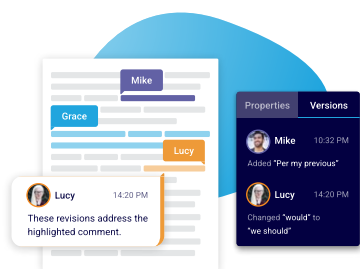 Mike
Grace
Lucy
Lucy 14:20 PM
These revisions address the
highlighted comment.
Properties Versions
Mike 10:32 PM
Added “Per my previous”
Lucy 14:20 PM
Changed “would” to
“we should”